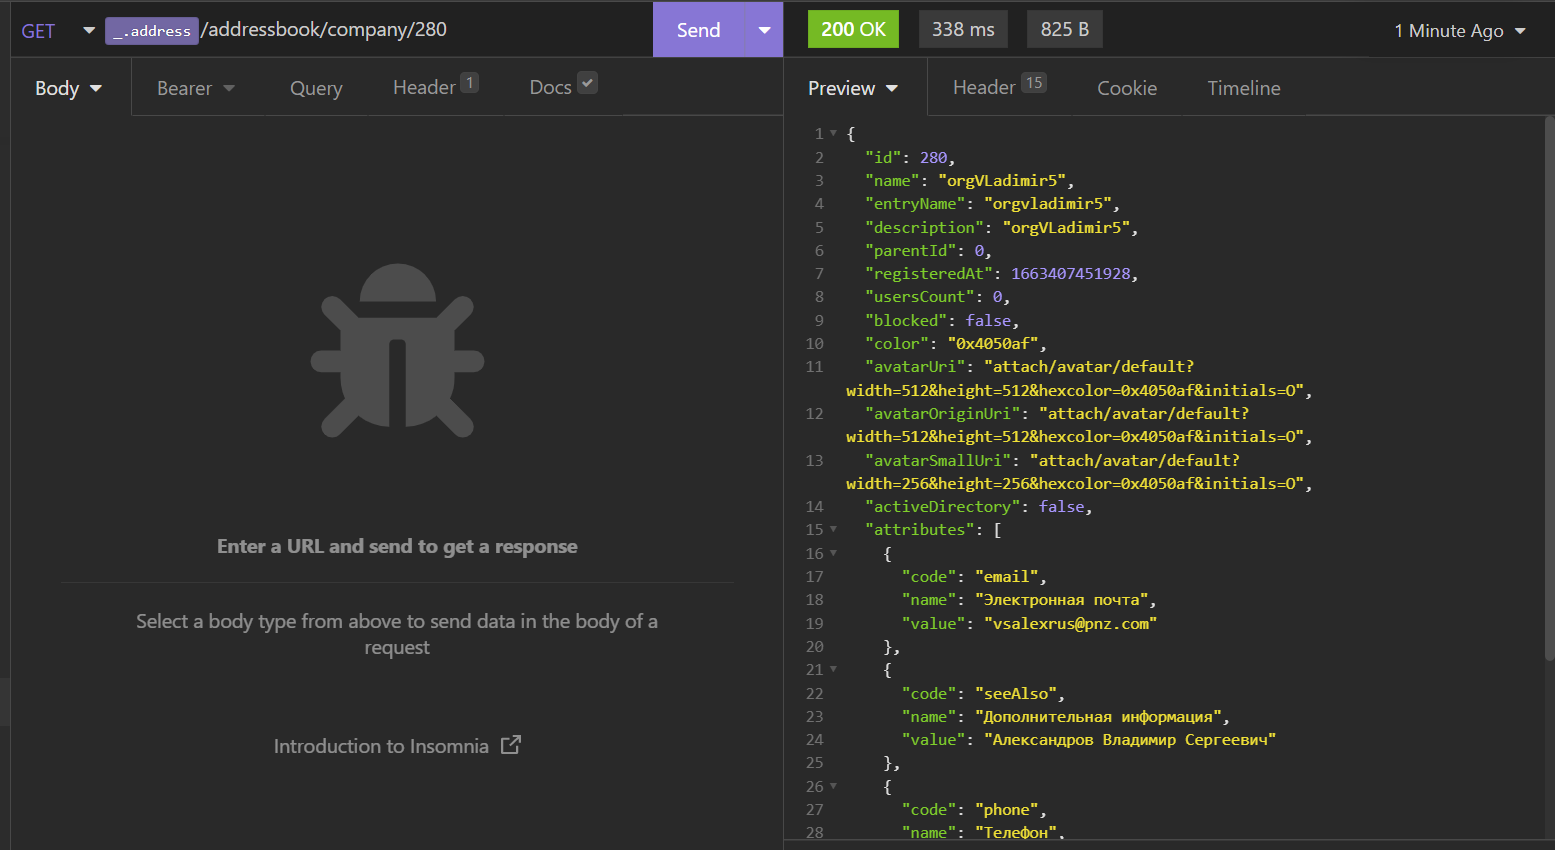 GET _.address /addressbook/company/280 Send 200 OK 338 ms 825 B 1 Minute Ago
Body Bearer Query Header 1 Docs Preview Header 15 Cookie Timeline
Enter a URL and send to get a response
Select a body type from above to send data in the body of a
request
Introduction to Insomnia
1 {
2 "id": 280,
3 "name": "orgVLadimir5",
4 "entryName": "orgvladimir5",
5 "description": "orgVLadimir5",
6 "parentId": 0,
7 "registeredAt": 1663407451928,
8 "usersCount": 0,
9 "blocked": false,
10 "color": "0x4050af",
11 "avatarUri": "attach/avatar/default?
width=512&height=512&hexcolor=0x4050af&initials=O",
12 "avatarOriginUri": "attach/avatar/default?
width=512&height=512&hexcolor=0x4050af&initials=O",
13 "avatarSmallUri": "attach/avatar/default?
width=256&height=256&hexcolor=0x4050af&initials=O",
14 "activeDirectory": false,
15 "attributes": [
16 {
17 "code": "email",
18 "name": "Электронная почта",
19 "value": "vsalexrus@pnz.com"
20 },
21 {
22 "code": "seeAlso",
23 "name": "Дополнительная информация",
24 "value": "Александров Владимир Сергеевич"
25 },
26 {
27 "code": "phone",
28 "name": "Телефон",